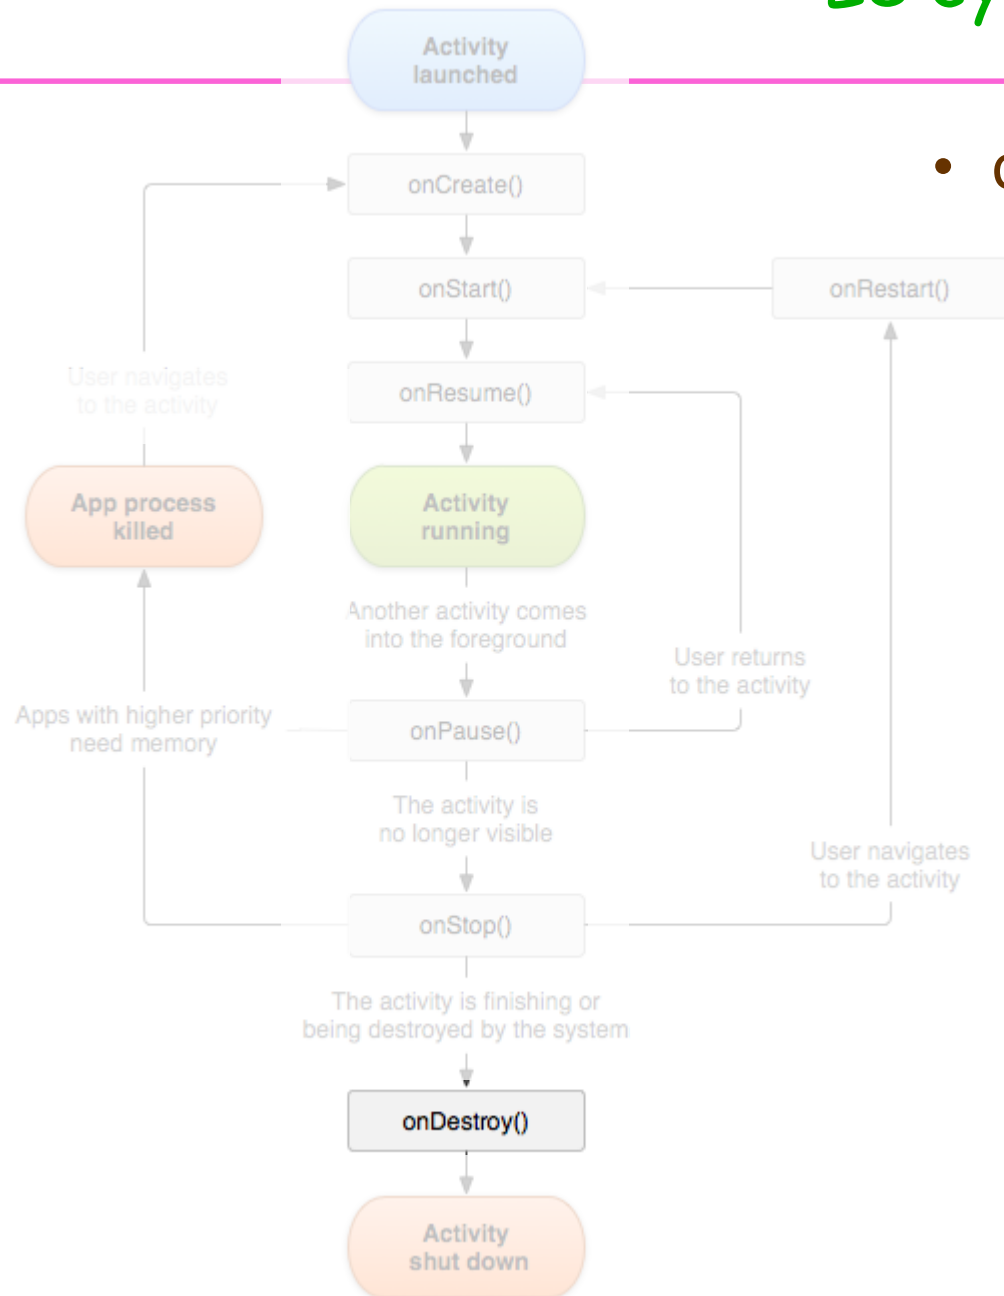 Activity
launched
onCreate()
onStart()
onRestart()
User navigates
to the activity
onResume()
App process
killed
Activity
running
Another activity comes
into the foreground
User returns
to the activity
Apps with higher priority
need memory
onPause()
The activity is
no longer visible
User navigates
to the activity
onStop()
The activity is finishing or
being destroyed by the system
onDestroy()
Activity
shut down